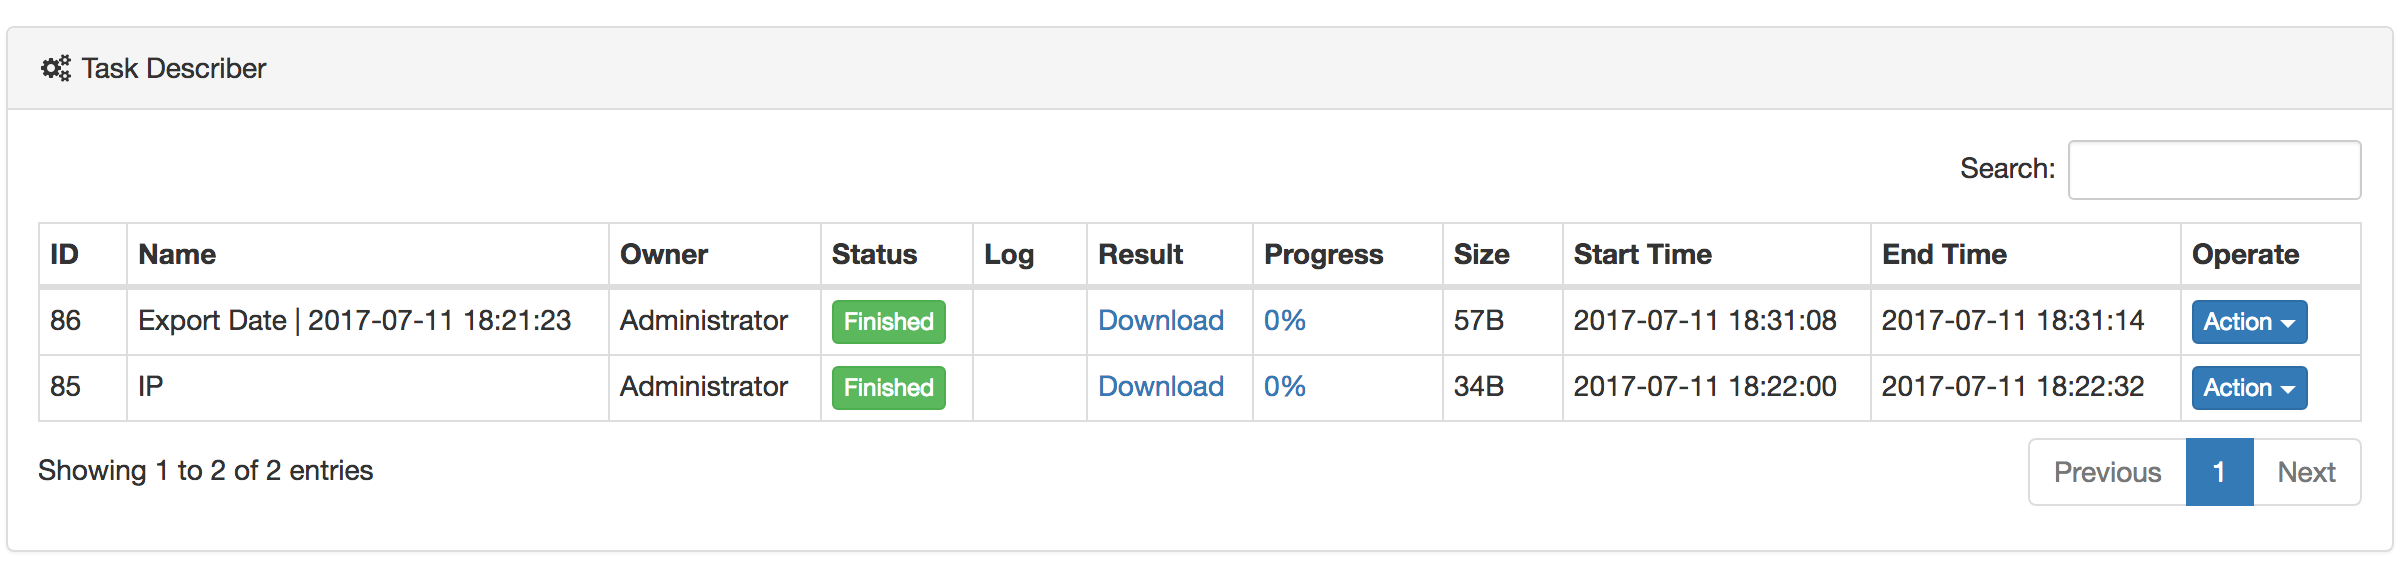 Task Describer
Search:
ID Name Owner Status Log Result Progress Size Start Time End Time Operate
86 Export Date | 2017-07-11 18:21:23 Administrator Finished Download 0% 57B 2017-07-11 18:31:08 2017-07-11 18:31:14 Action
85 IP Administrator Finished Download 0% 34B 2017-07-11 18:22:00 2017-07-11 18:22:32 Action
Showing 1 to 2 of 2 entries Previous 1 Next